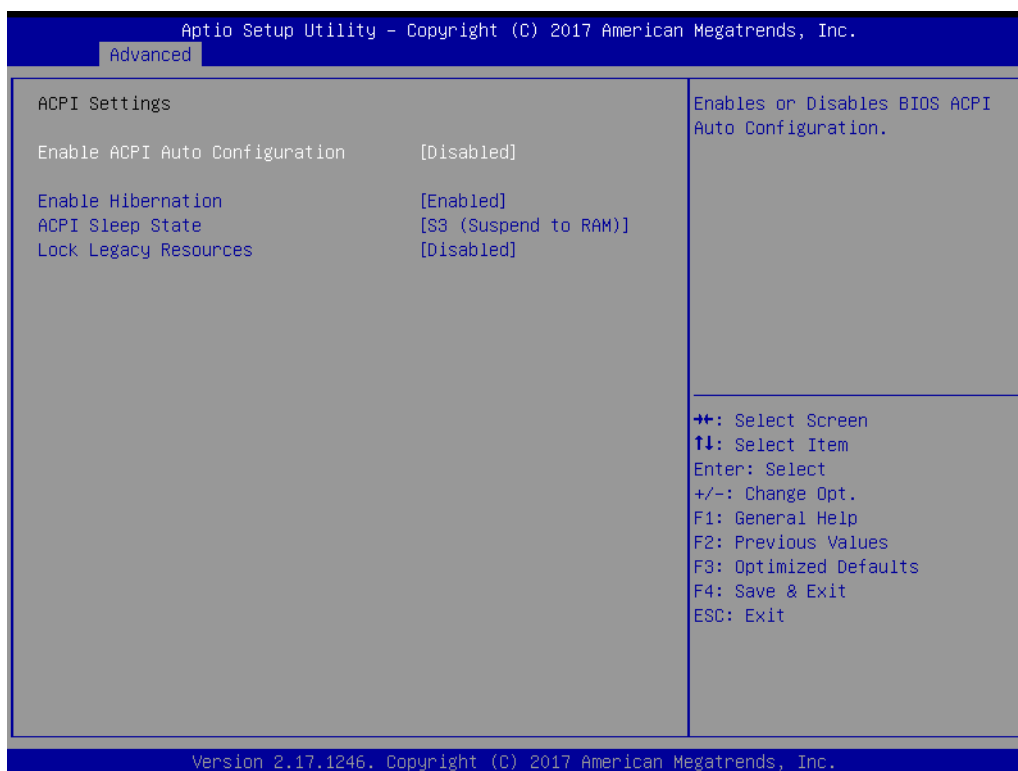 Aptio Setup Utility – Copyright (C) 2017 American Megatrends, Inc.
Advanced
ACPI Settings
Enable ACPI Auto Configuration [Disabled]
Enable Hibernation [Enabled]
ACPI Sleep State [S3 (Suspend to RAM)]
Lock Legacy Resources [Disabled]
Enables or Disables BIOS ACPI
Auto Configuration.
→←: Select Screen
↑↓: Select Item
Enter: Select
+/-: Change Opt.
F1: General Help
F2: Previous Values
F3: Optimized Defaults
F4: Save & Exit
ESC: Exit
Version 2.17.1246. Copyright (C) 2017 American Megatrends, Inc.